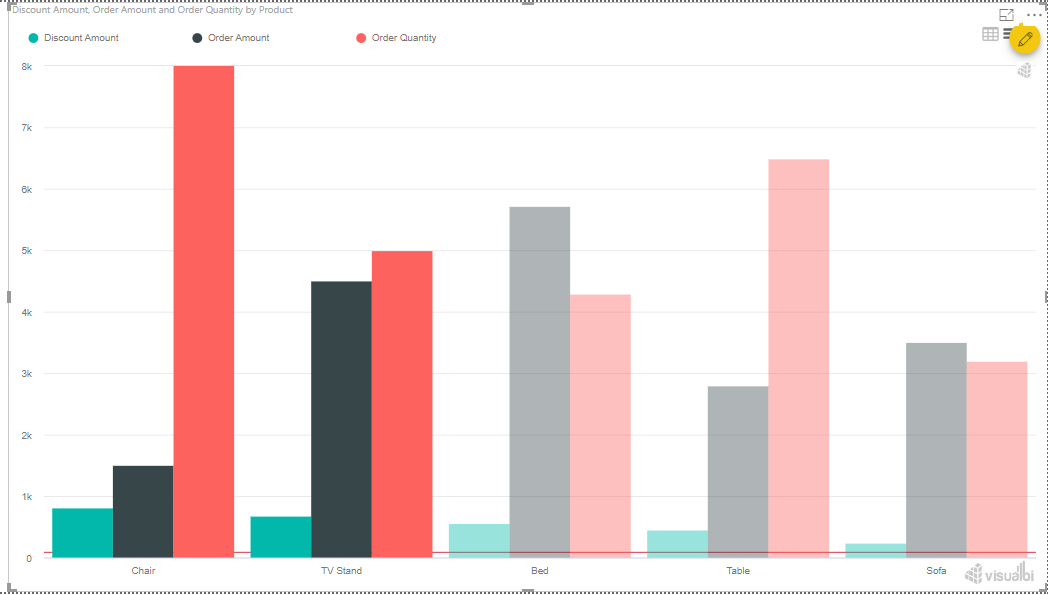 Discount Amount, Order Amount and Order Quantity by Product
Discount Amount Order Amount Order Quantity
8k
7k
6k
5k
4k
3k
2k
1k
0
Chair TV Stand Bed Table Sofa
visualbi